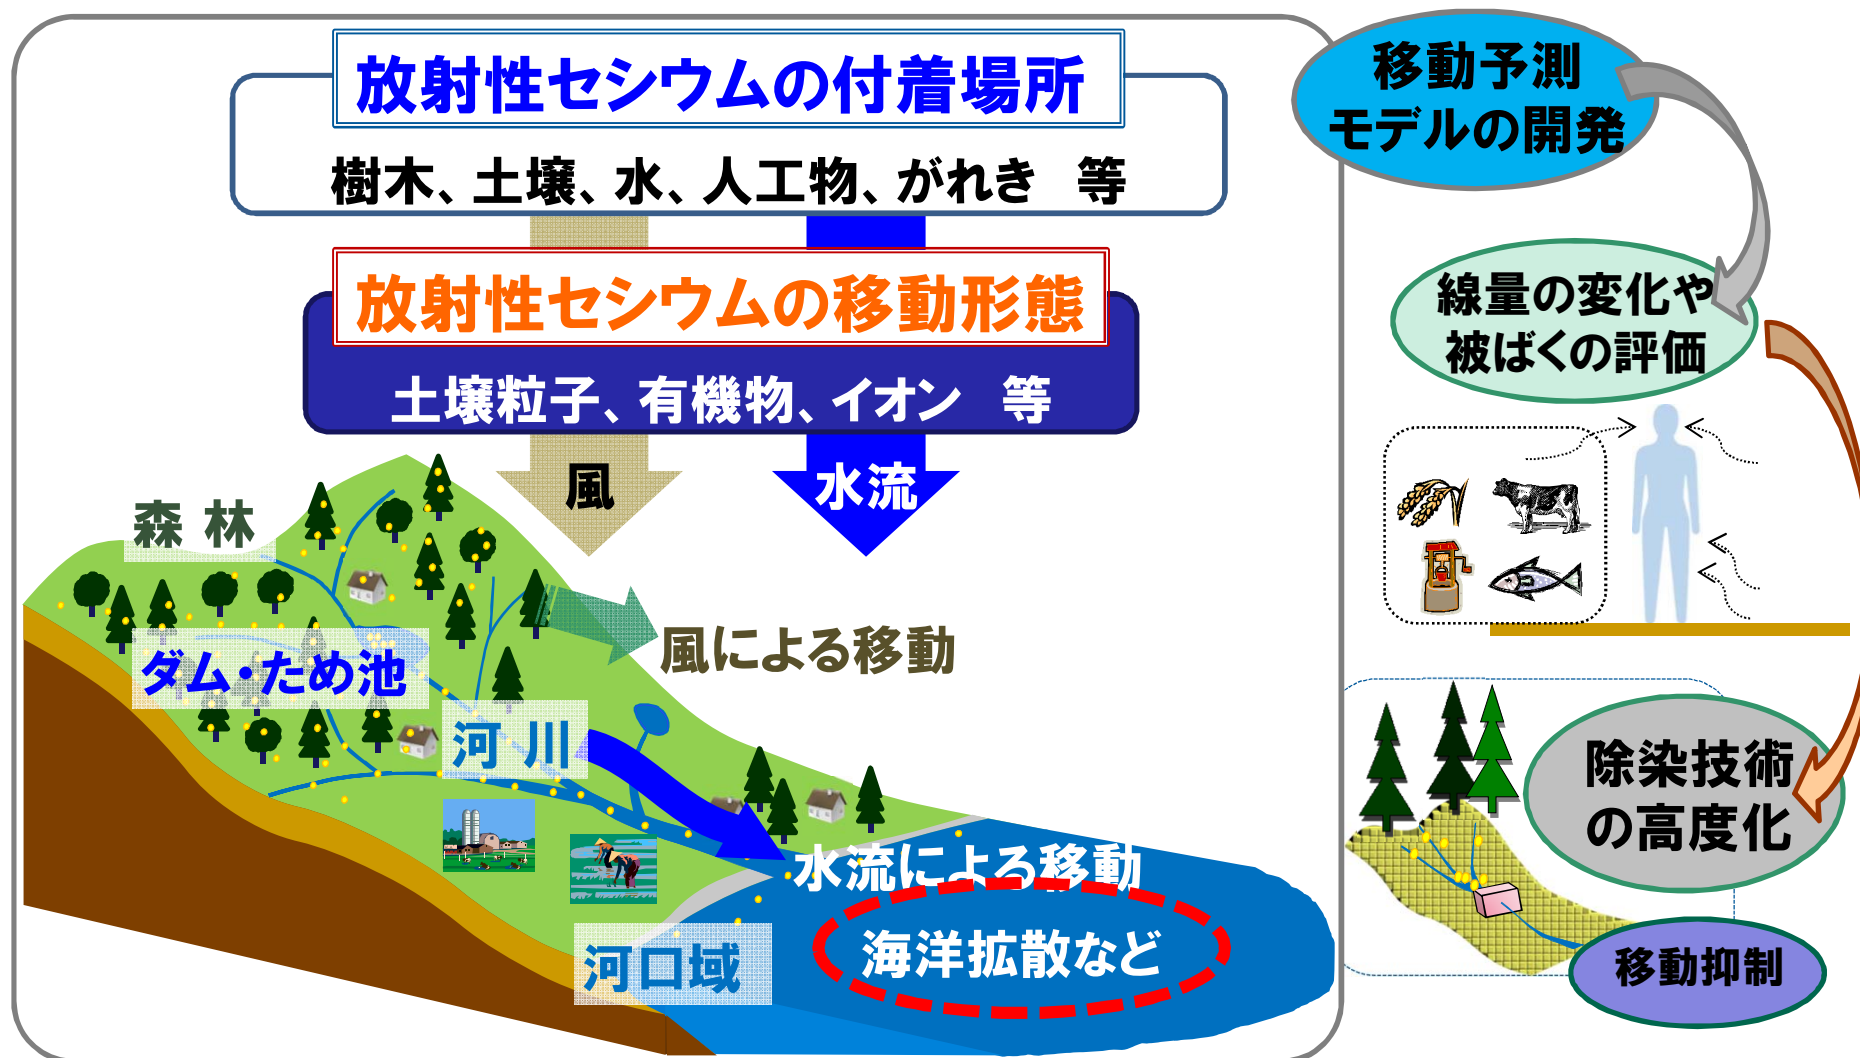 放射性セシウムの付着場所
樹木、土壌、水、人工物、がれき　等
放射性セシウムの移動形態
土壌粒子、有機物、イオン　等
風
水流
森 林
ダム・ため池
風による移動
河 川
水流による移動
海洋拡散など
河口域
移動予測
モデルの開発
線量の変化や
被ばくの評価
除染技術
の高度化
移動抑制